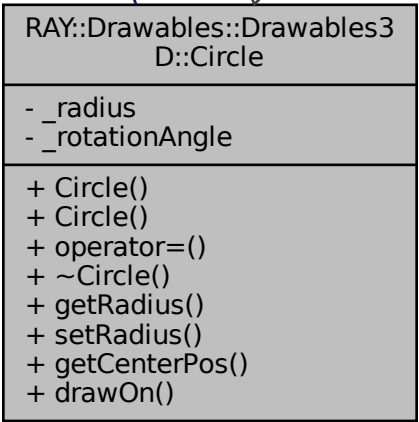 RAY::Drawables::Drawables3
D::Circle
- _radius
- _rotationAngle
+ Circle()
+ Circle()
+ operator=()
+ ~Circle()
+ getRadius()
+ setRadius()
+ getCenterPos()
+ drawOn()